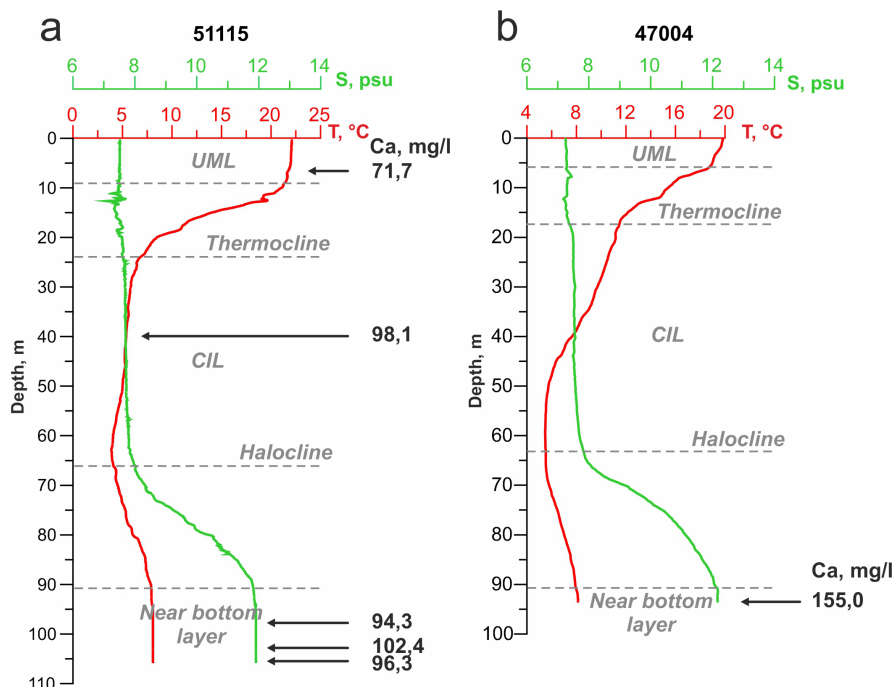 a
51115
6 8 10 12 14
S, psu
0 5 10 15 20 25
T, °C
Ca, mg/l
0
10
20
30
40
50
60
70
80
90
100
110
Depth, m
UML
Thermocline
CIL
Halocline
Near bottom
layer
71,7
98,1
94,3
102,4
96,3
b
47004
6 8 10 12 14
S, psu
4 8 12 16 20
T, °C
0
10
20
30
40
50
60
70
80
90
100
Depth, m
UML
Thermocline
CIL
Halocline
Near bottom
layer
Ca, mg/l
155,0